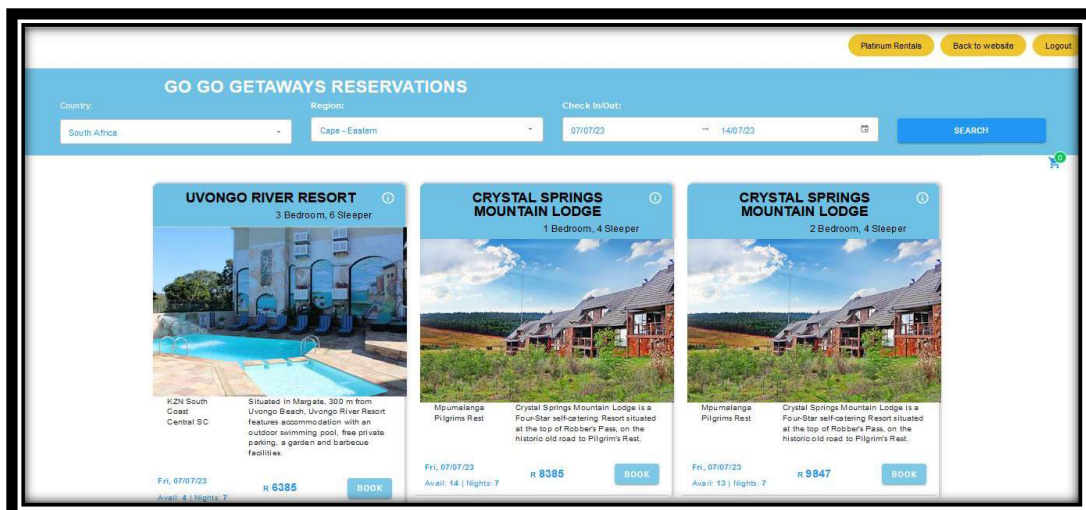 Platinum Rentals
Back to website
Logout
GO GO GETAWAYS RESERVATIONS
Country:
Region:
Check In/Out:
South Africa
Cape - Eastern
07/07/23 → 14/07/23
SEARCH
0
UVONGO RIVER RESORT
3 Bedroom, 6 Sleeper
KZN South
Coast
Central SC
Situated in Margate, 300 m from
Uvongo Beach, Uvongo River Resort
features accommodation with an
outdoor swimming pool, free private
parking, a garden and barbecue
facilities.
Fri, 07/07/23
Avail: 4 | Nights: 7
R 6385
BOOK
CRYSTAL SPRINGS
MOUNTAIN LODGE
1 Bedroom, 4 Sleeper
Mpumalanga
Pilgrims Rest
Crystal Springs Mountain Lodge is a
Four-Star self-catering Resort situated
at the top of Robber's Pass, on the
historic old road to Pilgrim's Rest.
Fri, 07/07/23
Avail: 14 | Nights: 7
R 8385
BOOK
CRYSTAL SPRINGS
MOUNTAIN LODGE
2 Bedroom, 4 Sleeper
Mpumalanga
Pilgrims Rest
Crystal Springs Mountain Lodge is a
Four-Star self-catering Resort situated
at the top of Robber's Pass, on the
historic old road to Pilgrim's Rest.
Fri, 07/07/23
Avail: 13 | Nights: 7
R 9847
BOOK